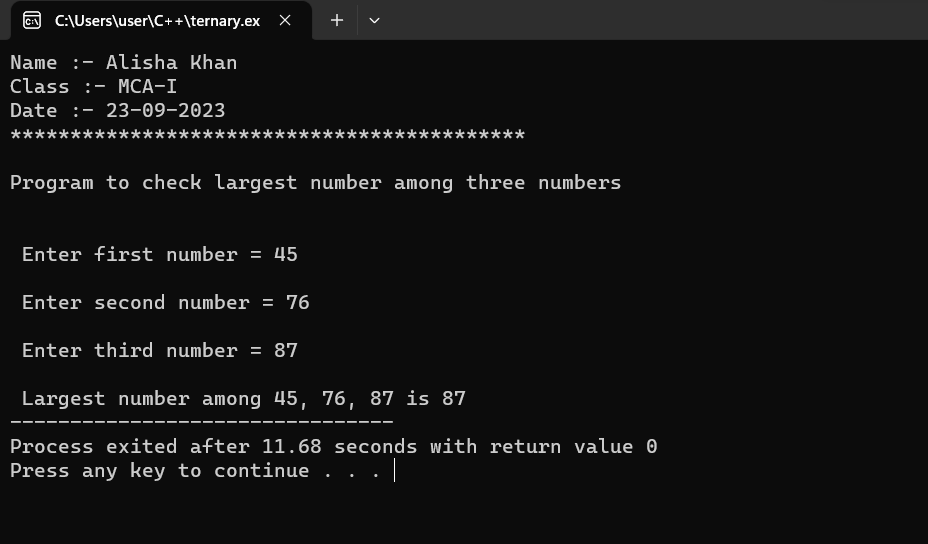 C:\Users\user\C++\ternary.ex
Name :- Alisha Khan
Class :- MCA-I
Date :- 23-09-2023
*******************************************
Program to check largest number among three numbers
Enter first number = 45
Enter second number = 76
Enter third number = 87
Largest number among 45, 76, 87 is 87
--------------------------------
Process exited after 11.68 seconds with return value 0
Press any key to continue . . .